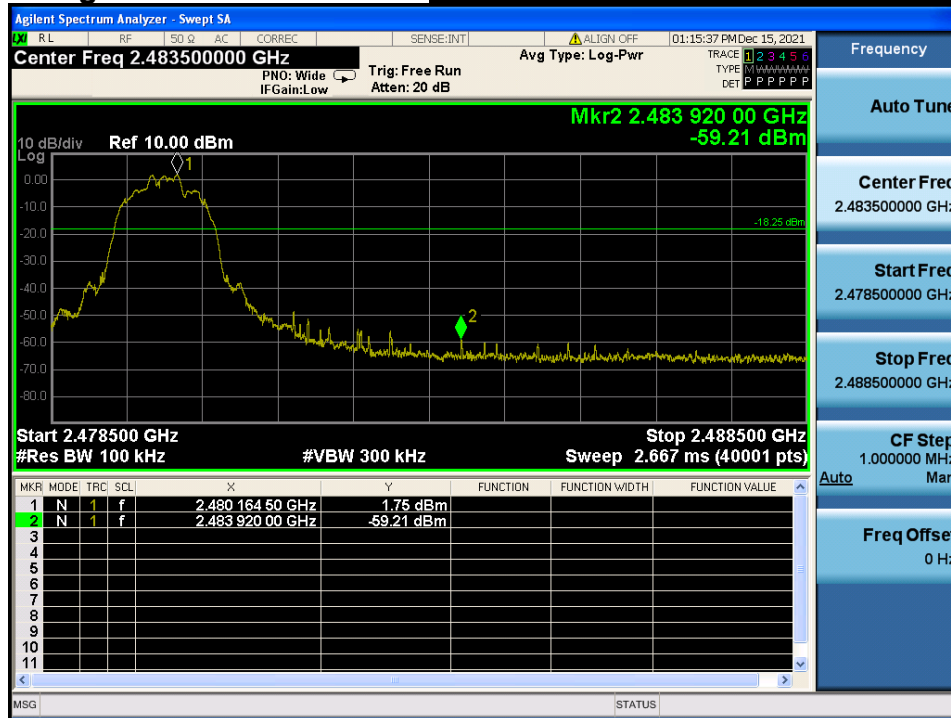 Agilent Spectrum Analyzer - Swept SA
LXI RL RF 50 Ω AC CORREC SENSE:INT ALIGN OFF 01:15:37 PM Dec 15, 2021
Center Freq 2.483500000 GHz
PNO: Wide
IFGain:Low
Trig: Free Run
Atten: 20 dB
Avg Type: Log-Pwr
TRACE 1 2 3 4 5 6
TYPE M W W W W W
DET P P P P P P
Mkr2 2.483 920 00 GHz
-59.21 dBm
10 dB/div Ref 10.00 dBm
Log
1
0.00
-10.0
-18.25 dBm
-20.0
-30.0
-40.0
-50.0
2
-60.0
-70.0
-80.0
Start 2.478500 GHz Stop 2.488500 GHz
#Res BW 100 kHz #VBW 300 kHz Sweep 2.667 ms (40001 pts)
MKR MODE TRC SCL X Y FUNCTION FUNCTION WIDTH FUNCTION VALUE
1 N 1 f 2.480 164 50 GHz 1.75 dBm
2 N 1 f 2.483 920 00 GHz -59.21 dBm
3
4
5
6
7
8
9
10
11
MSG STATUS
Frequency
Auto Tune
Center Freq
2.483500000 GHz
Start Freq
2.478500000 GHz
Stop Freq
2.488500000 GHz
CF Step
1.000000 MHz
Auto Man
Freq Offset
0 Hz